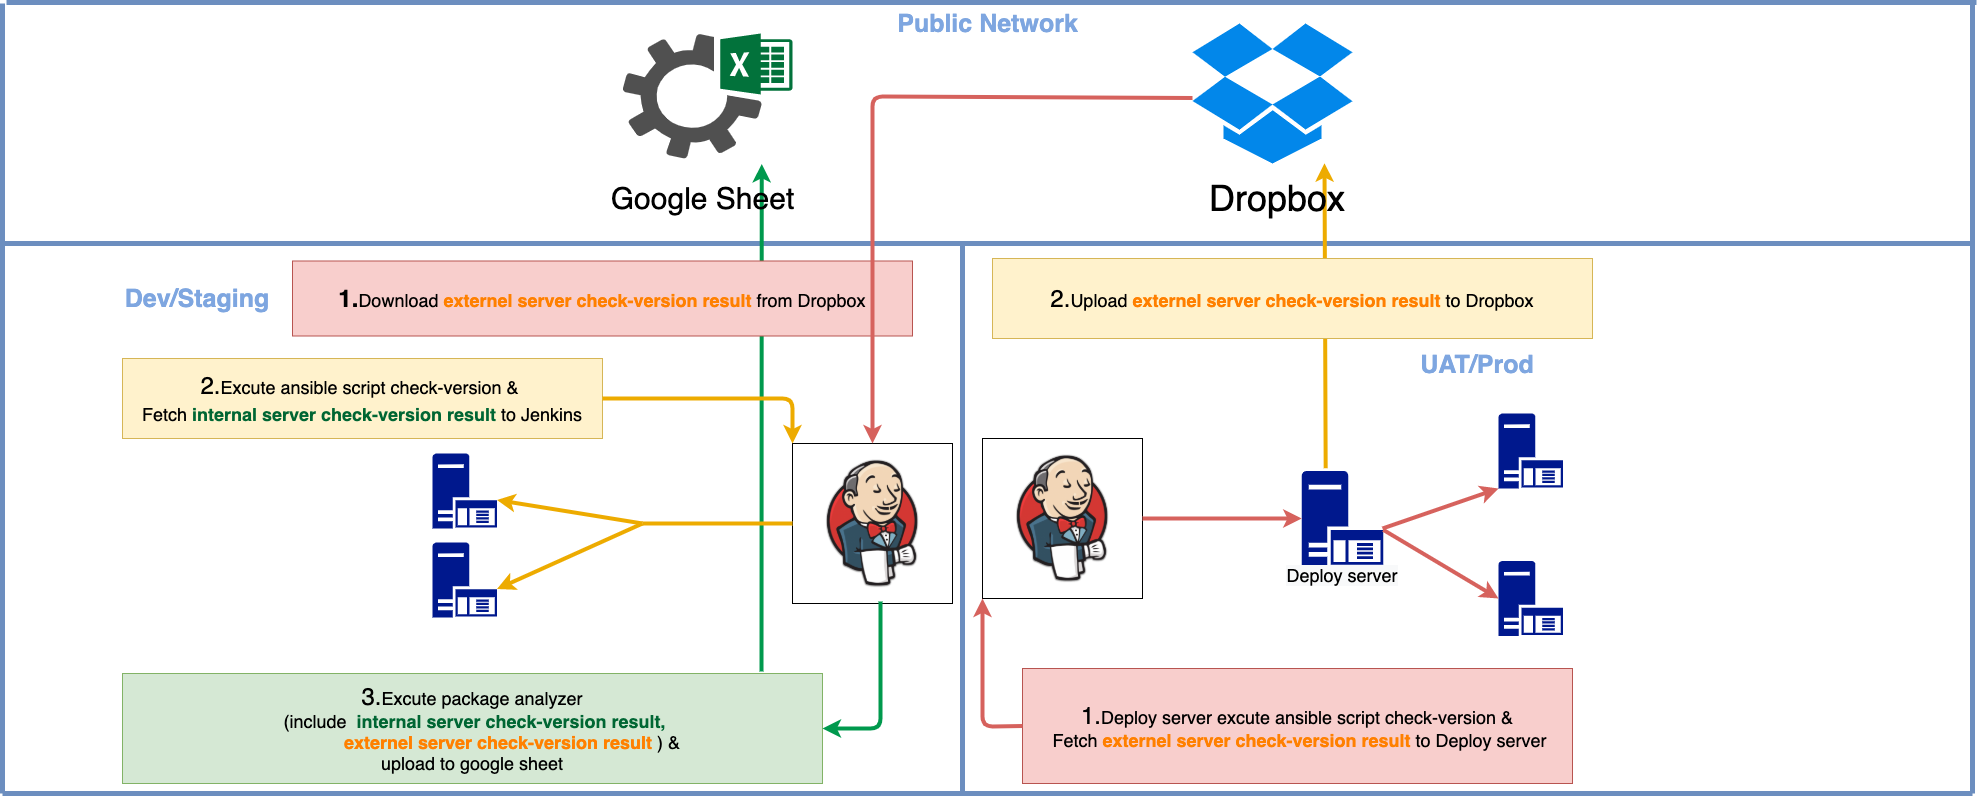 Public Network
X
Google Sheet
Dropbox
Dev/Staging
1.Download externel server check-version result from Dropbox
2.Upload externel server check-version result to Dropbox
2.Excute ansible script check-version &
Fetch internal server check-version result to Jenkins
UAT/Prod
Deploy server
3.Excute package analyzer
(include internal server check-version result,
externel server check-version result ) &
upload to google sheet
1.Deploy server excute ansible script check-version &
Fetch externel server check-version result to Deploy server